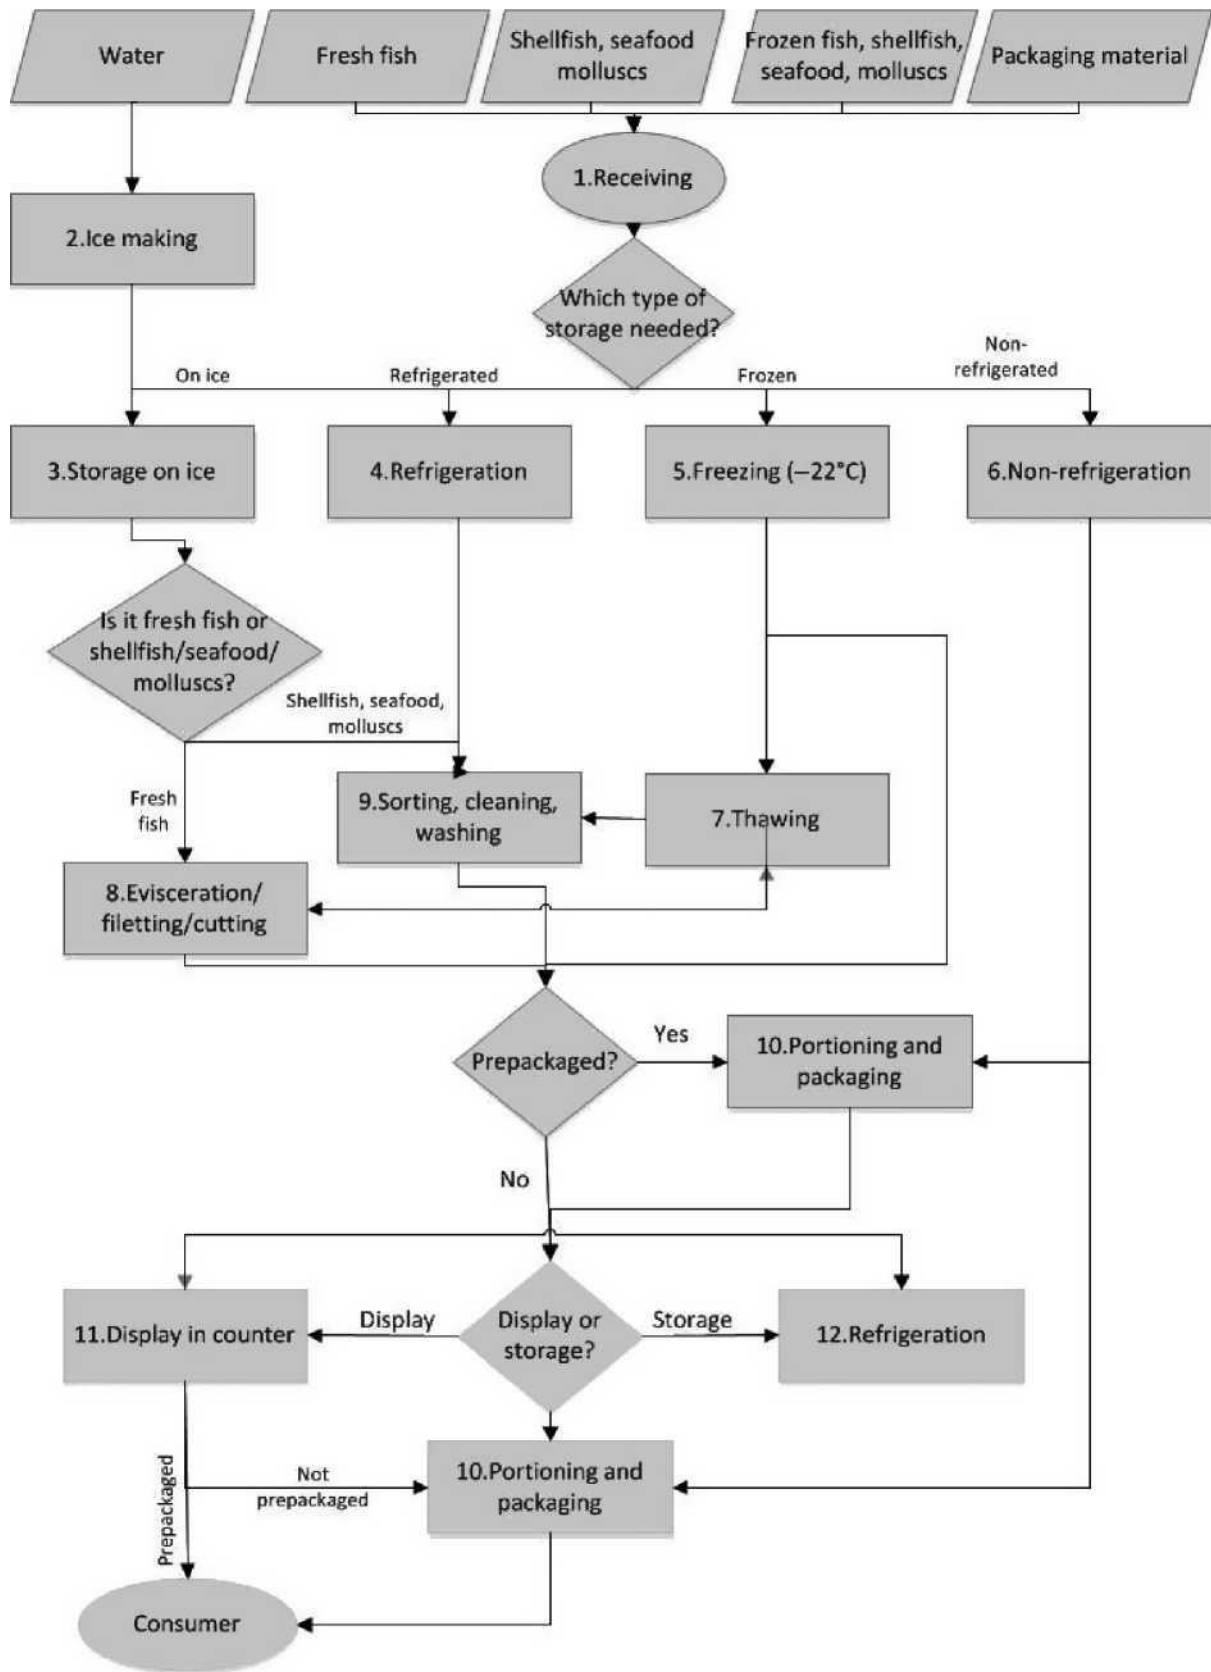 Water
Fresh fish
Shellfish, seafood
molluscs
Frozen fish, shellfish,
seafood, molluscs
Packaging material
1.Receiving
2.Ice making
Which type of
storage needed?
On ice
Refrigerated
Frozen
Non-
refrigerated
3.Storage on ice
4.Refrigeration
5.Freezing (−22°C)
6.Non-refrigeration
Is it fresh fish or
shellfish/seafood/
molluscs?
Shellfish, seafood,
molluscs
Fresh
fish
9.Sorting, cleaning,
washing
7.Thawing
8.Evisceration/
filetting/cutting
Prepackaged?
Yes
10.Portioning and
packaging
No
11.Display in counter
Display
Display or
storage?
Storage
12.Refrigeration
Prepackaged
Not
prepackaged
10.Portioning and
packaging
Consumer